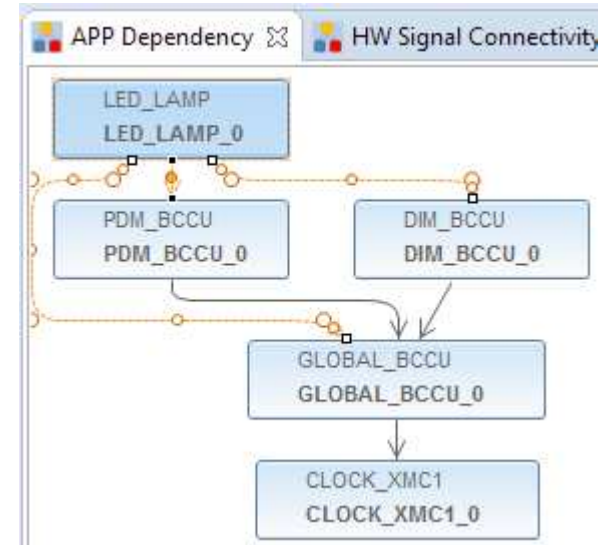 APP Dependency
HW Signal Connectivity
LED_LAMP
LED_LAMP_0
PDM_BCCU
PDM_BCCU_0
DIM_BCCU
DIM_BCCU_0
GLOBAL_BCCU
GLOBAL_BCCU_0
CLOCK_XMC1
CLOCK_XMC1_0